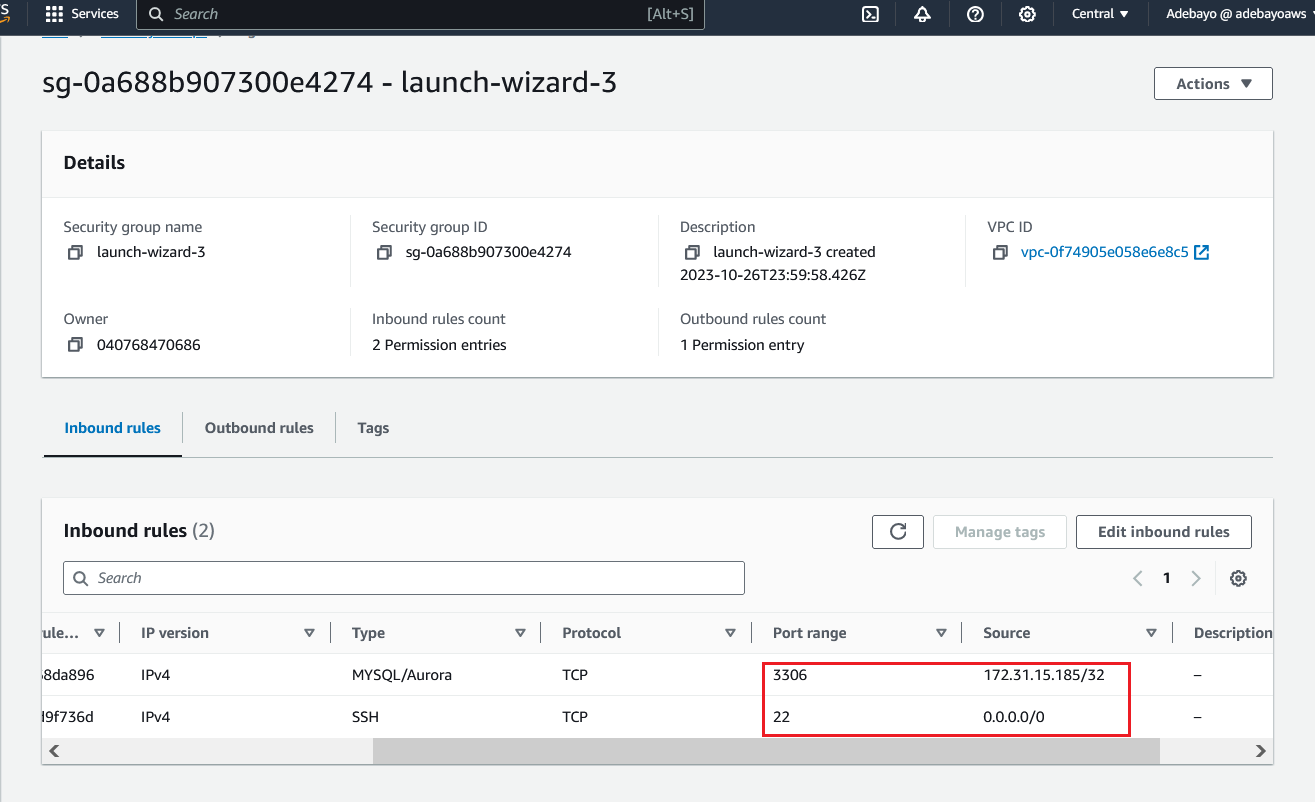 Services
Search
[Alt+S]
Central
Adebayo @ adebayoaws
sg-0a688b907300e4274 - launch-wizard-3
Actions
Details
Security group name
launch-wizard-3
Security group ID
sg-0a688b907300e4274
Description
launch-wizard-3 created
2023-10-26T23:59:58.426Z
VPC ID
vpc-0f74905e058e6e8c5
Owner
040768470686
Inbound rules count
2 Permission entries
Outbound rules count
1 Permission entry
Inbound rules
Outbound rules
Tags
Inbound rules (2)
Manage tags
Edit inbound rules
Search
1
ule... IP version Type Protocol Port range Source Description
8da896 IPv4 MYSQL/Aurora TCP 3306 172.31.15.185/32 –
d9f736d IPv4 SSH TCP 22 0.0.0.0/0 –